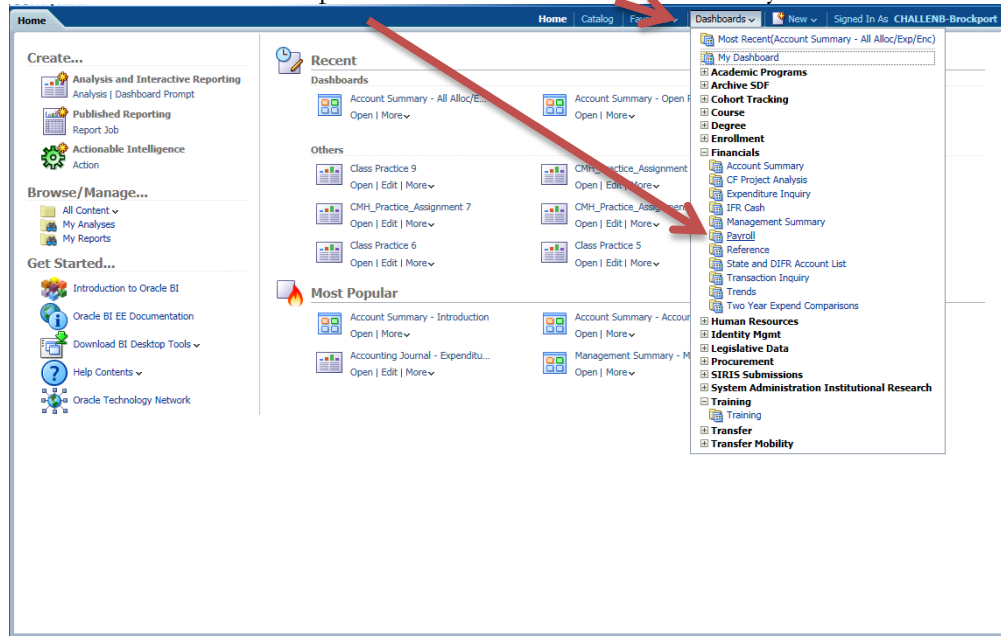 Home
Home Catalog Dashboards New Signed In As CHALLENB-Brockport
Create...
Analysis and Interactive Reporting
Analysis | Dashboard Prompt
Published Reporting
Report Job
Actionable Intelligence
Action
Browse/Manage...
All Content
My Analyses
My Reports
Get Started...
Introduction to Oracle BI
Oracle BI EE Documentation
Download BI Desktop Tools
Help Contents
Oracle Technology Network
Recent
Dashboards
Account Summary - All Alloc/E...
Open | More
Account Summary - Open
Open | More
Others
Class Practice 9
Open | Edit | More
CMH_Practice_Assignment
Open | Edit | More
CMH_Practice_Assignment 7
Open | Edit | More
Open | Edit | More
Class Practice 6
Open | Edit | More
Class Practice 5
Open | Edit | More
Most Popular
Account Summary - Introduction
Open | More
Account Summary - Accour
Open | More
Accounting Journal - Expenditu...
Open | Edit | More
Management Summary - M
Open | More
Most Recent(Account Summary - All Alloc/Exp/Enc)
My Dashboard
Academic Programs
Archive SDF
Cohort Tracking
Course
Degree
Enrollment
Financials
Account Summary
CF Project Analysis
Expenditure Inquiry
IFR Cash
Management Summary
Payroll
Reference
State and DIFR Account List
Transaction Inquiry
Trends
Two Year Expend Comparisons
Human Resources
Identity Mgmt
Legislative Data
Procurement
SIRIS Submissions
System Administration Institutional Research
Training
Training
Transfer
Transfer Mobility